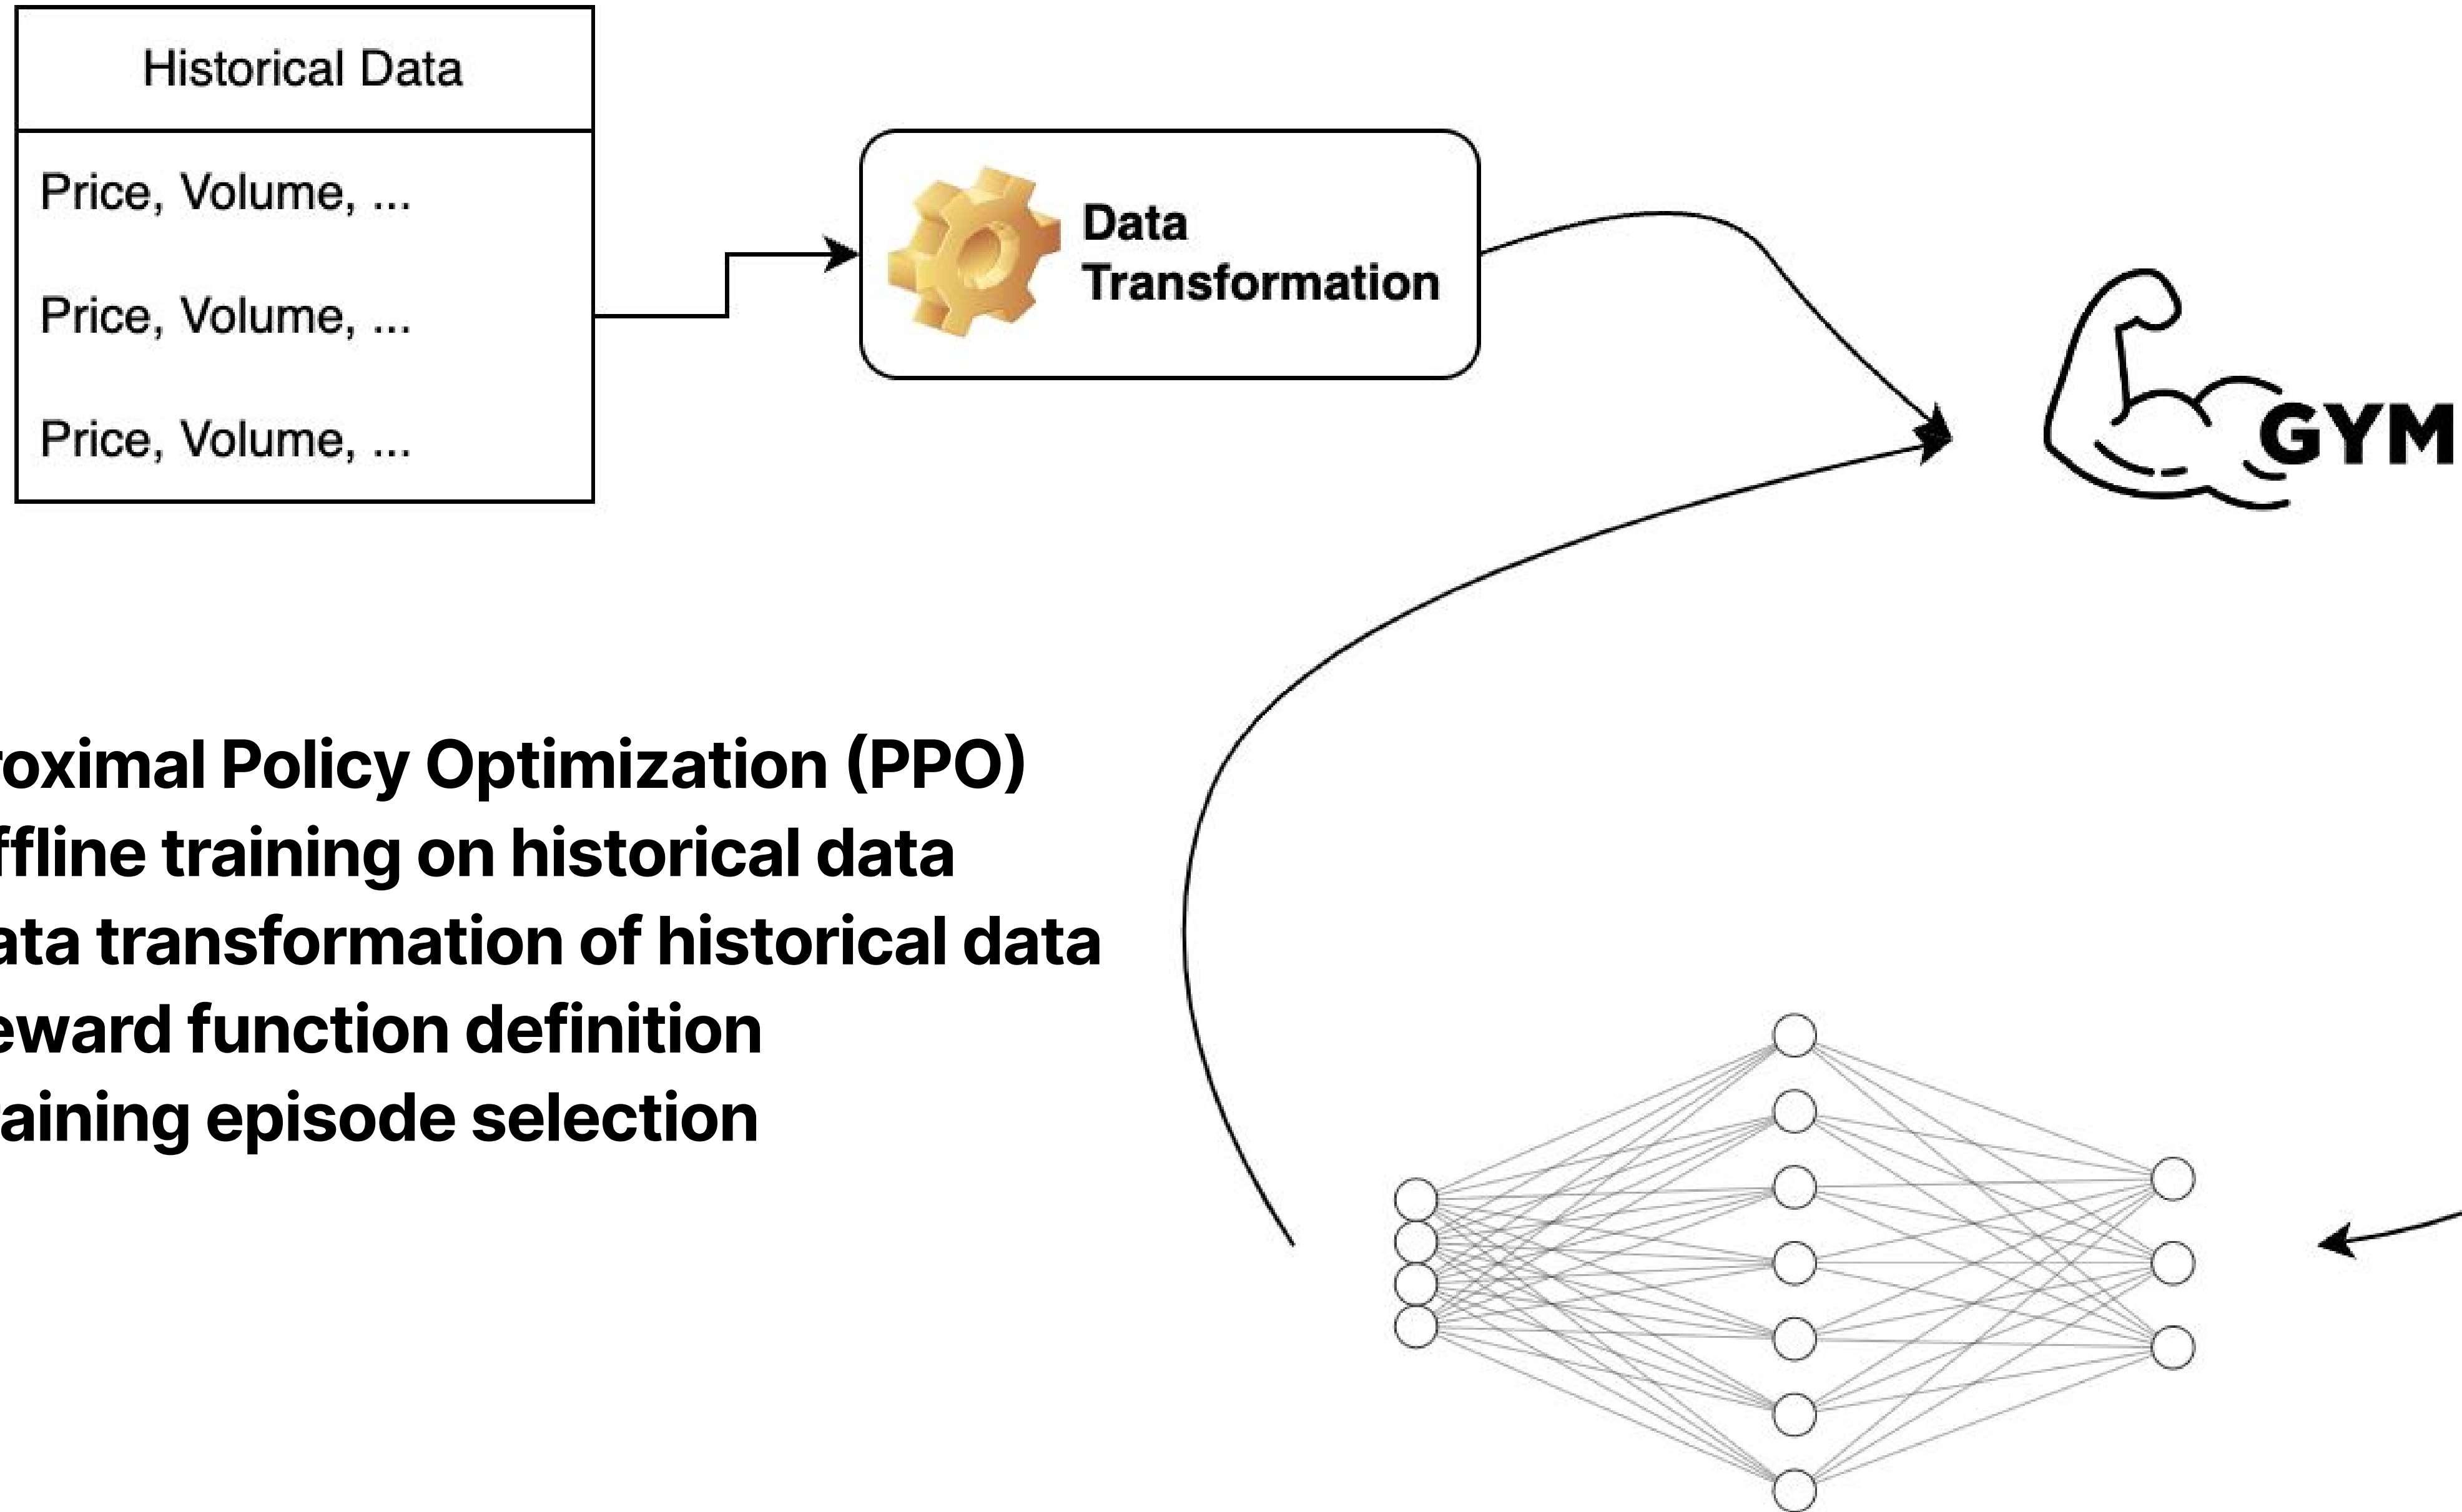 Historical Data
Price, Volume, ...
Price, Volume, ...
Price, Volume, ...
Data
Transformation
GYM
roximal Policy Optimization (PPO)
ffline training on historical data
ata transformation of historical data
eward function definition
aining episode selection